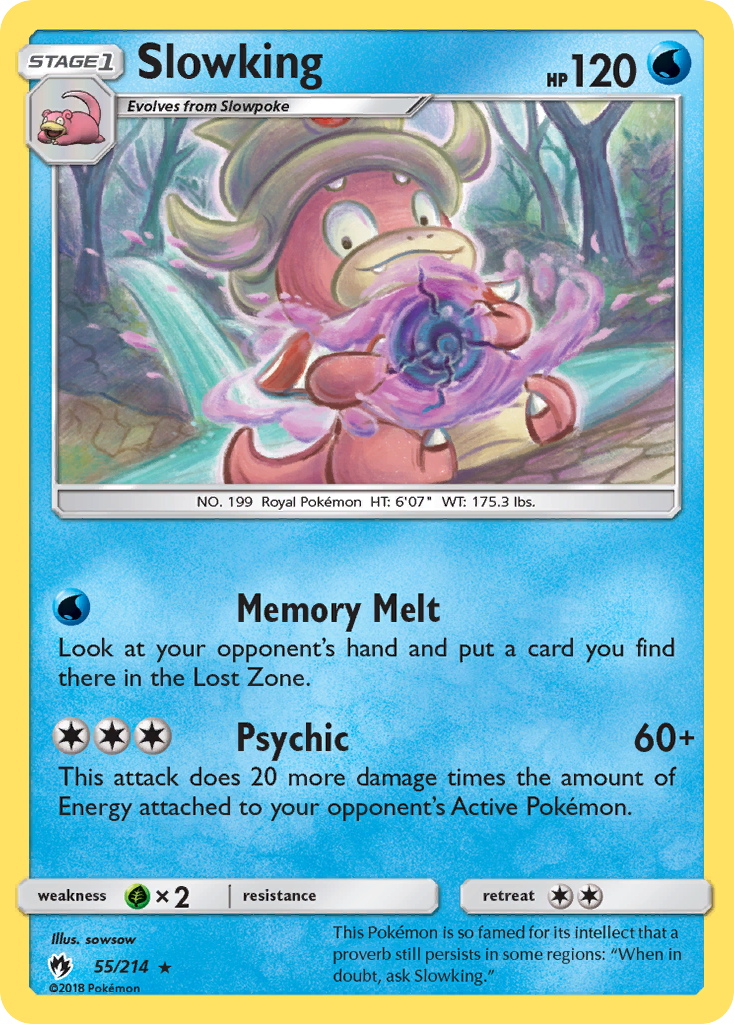 STAGE 1
Slowking
HP 120
Evolves from Slowpoke
NO. 199 Royal Pokémon HT: 6'07" WT: 175.3 lbs.
Memory Melt
Look at your opponent's hand and put a card you find
there in the Lost Zone.
Psychic 60+
This attack does 20 more damage times the amount of
Energy attached to your opponent's Active Pokémon.
weakness ×2 resistance retreat
Illus. sowsow
55/214 ★
©2018 Pokémon
This Pokémon is so famed for its intellect that a
proverb still persists in some regions: “When in
doubt, ask Slowking.”